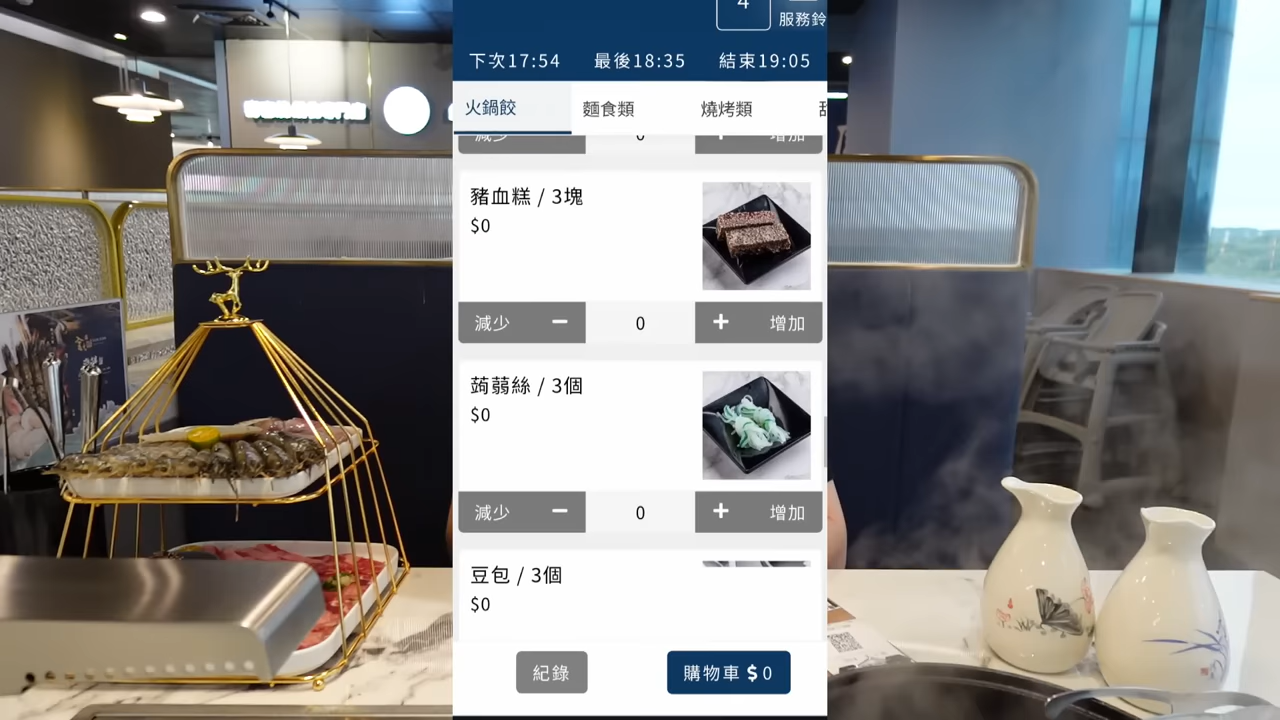 4
服務鈴
下次17:54 最後18:35 結束19:05
火鍋餃 麵食類 燒烤類
減少 0 增加
豬血糕 / 3塊
$0
減少 − 0 + 增加
蒟蒻絲 / 3個
$0
減少 − 0 + 增加
豆包 / 3個
$0
紀錄 購物車 $0